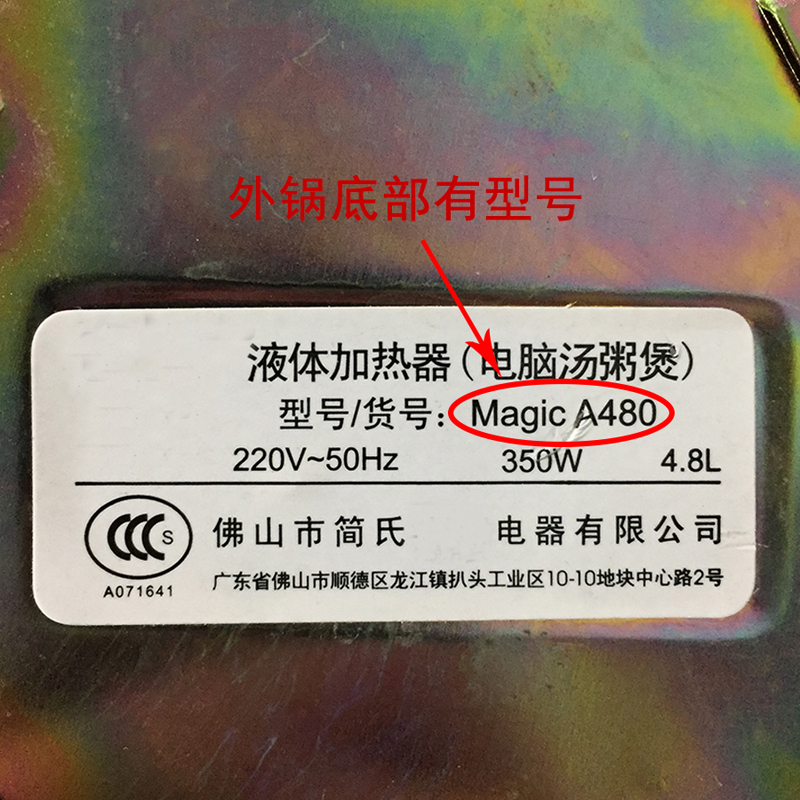 外锅底部有型号
液体加热器(电脑汤粥煲)
型号/货号：Magic A480
220V~50Hz 350W 4.8L
CCC S
佛山市简氏 电器有限公司
A071641
广东省佛山市顺德区龙江镇扒头工业区10-10地块中心路2号